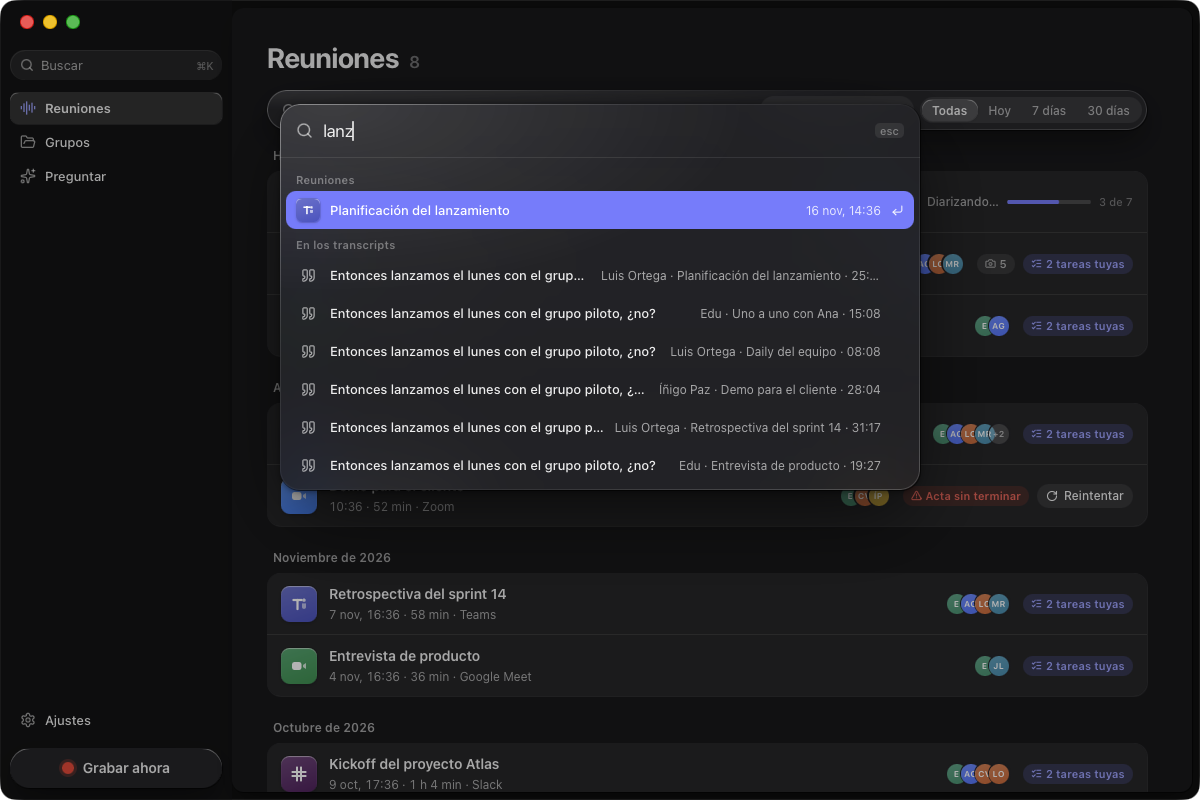 Buscar ⌘K
Reuniones
Grupos
Preguntar
Ajustes
Grabar ahora
Reuniones 8
Todas Hoy 7 días 30 días
lanz esc
Reuniones
Planificación del lanzamiento 16 nov, 14:36
En los transcripts
Entonces lanzamos el lunes con el grup... Luis Ortega · Planificación del lanzamiento · 25:...
Entonces lanzamos el lunes con el grupo piloto, ¿no? Edu · Uno a uno con Ana · 15:08
Entonces lanzamos el lunes con el grupo piloto, ¿no? Luis Ortega · Daily del equipo · 08:08
Entonces lanzamos el lunes con el grupo piloto, ¿... Íñigo Paz · Demo para el cliente · 28:04
Entonces lanzamos el lunes con el grupo p... Luis Ortega · Retrospectiva del sprint 14 · 31:17
Entonces lanzamos el lunes con el grupo piloto, ¿no? Edu · Entrevista de producto · 19:27
Diarizando... 3 de 7
MR 5 2 tareas tuyas
E AG 2 tareas tuyas
E MR +2 2 tareas tuyas
10:36 · 52 min · Zoom
E IP Acta sin terminar Reintentar
Noviembre de 2026
Retrospectiva del sprint 14
7 nov, 16:36 · 58 min · Teams
E MR 2 tareas tuyas
Entrevista de producto
4 nov, 16:36 · 36 min · Google Meet
E JL 2 tareas tuyas
Octubre de 2026
Kickoff del proyecto Atlas
9 oct, 17:36 · 1 h 4 min · Slack
E LO 2 tareas tuyas